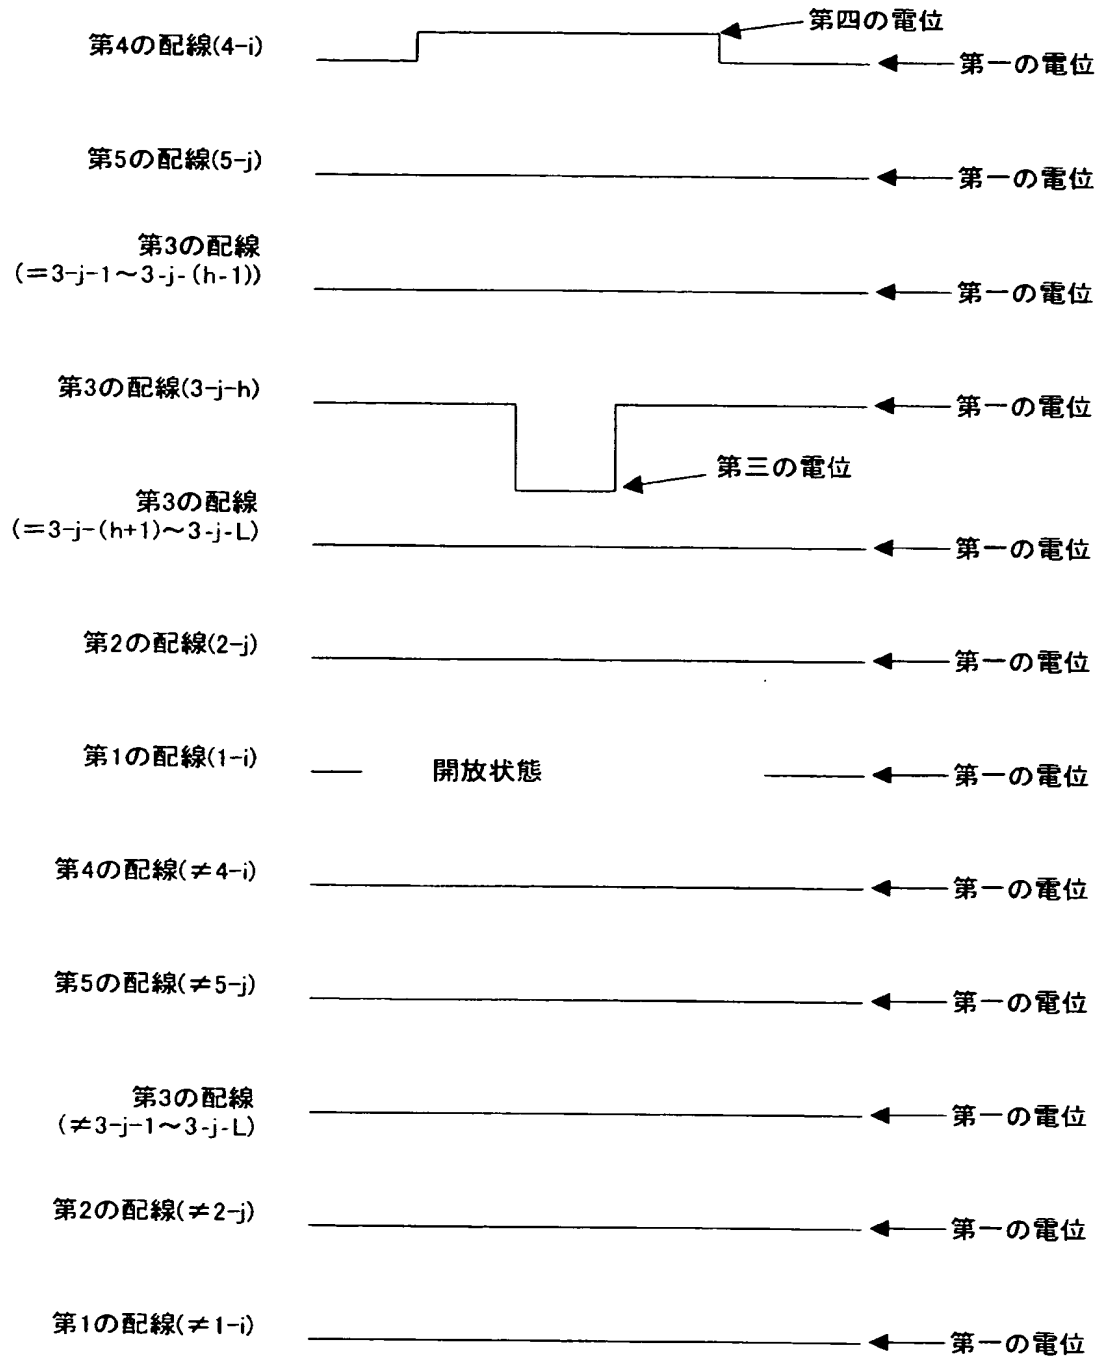 第四の電位
第4の配線(4-i)
第一の電位
第5の配線(5-j)
第一の電位
第3の配線
(=3-j-1～3-j-(h-1))
第一の電位
第3の配線(3-j-h)
第一の電位
第三の電位
第3の配線
(=3-j-(h+1)～3-j-L)
第一の電位
第2の配線(2-j)
第一の電位
第1の配線(1-i)
開放状態
第一の電位
第4の配線(≠4-i)
第一の電位
第5の配線(≠5-j)
第一の電位
第3の配線
(≠3-j-1～3-j-L)
第一の電位
第2の配線(≠2-j)
第一の電位
第1の配線(≠1-i)
第一の電位